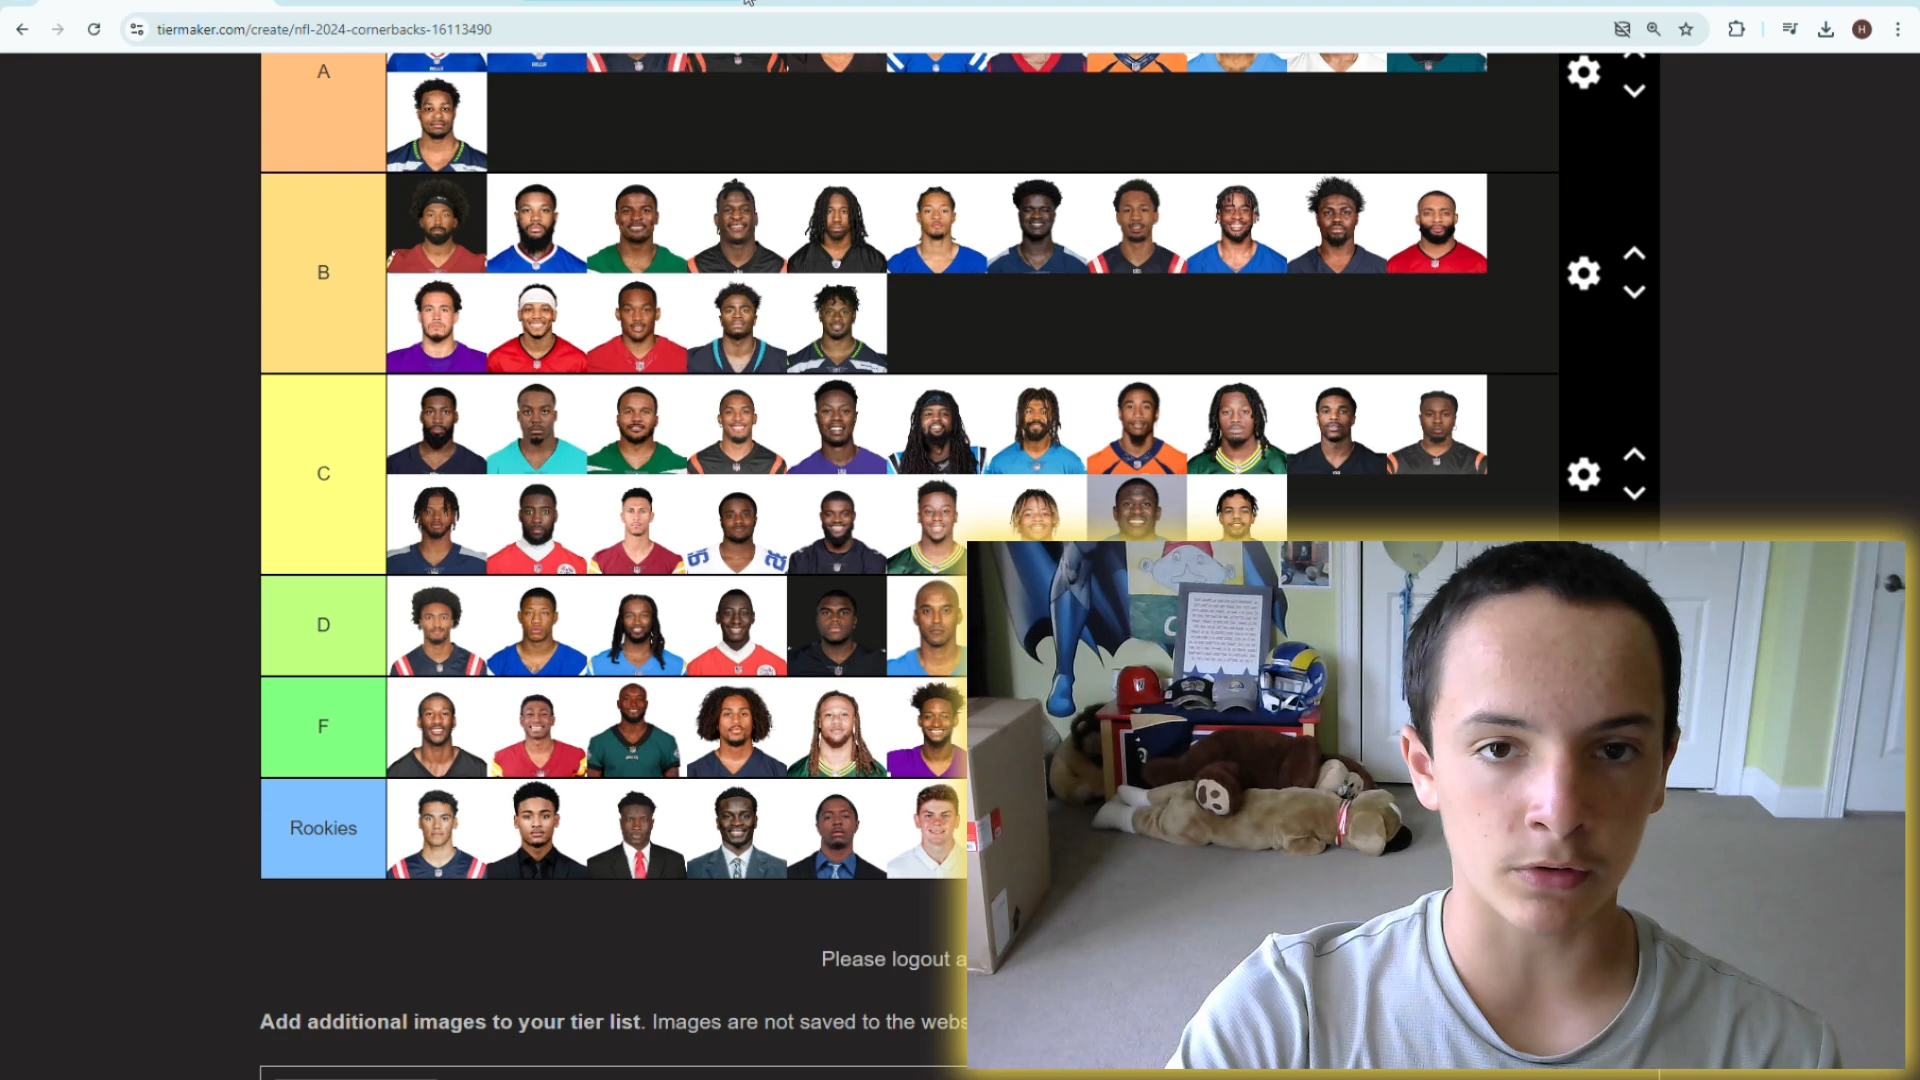 tiermaker.com/create/nfl-2024-cornerbacks-16113490
H
A
B
C
D
F
Rookies
Please logout a
Add additional images to your tier list. Images are not saved to the webs